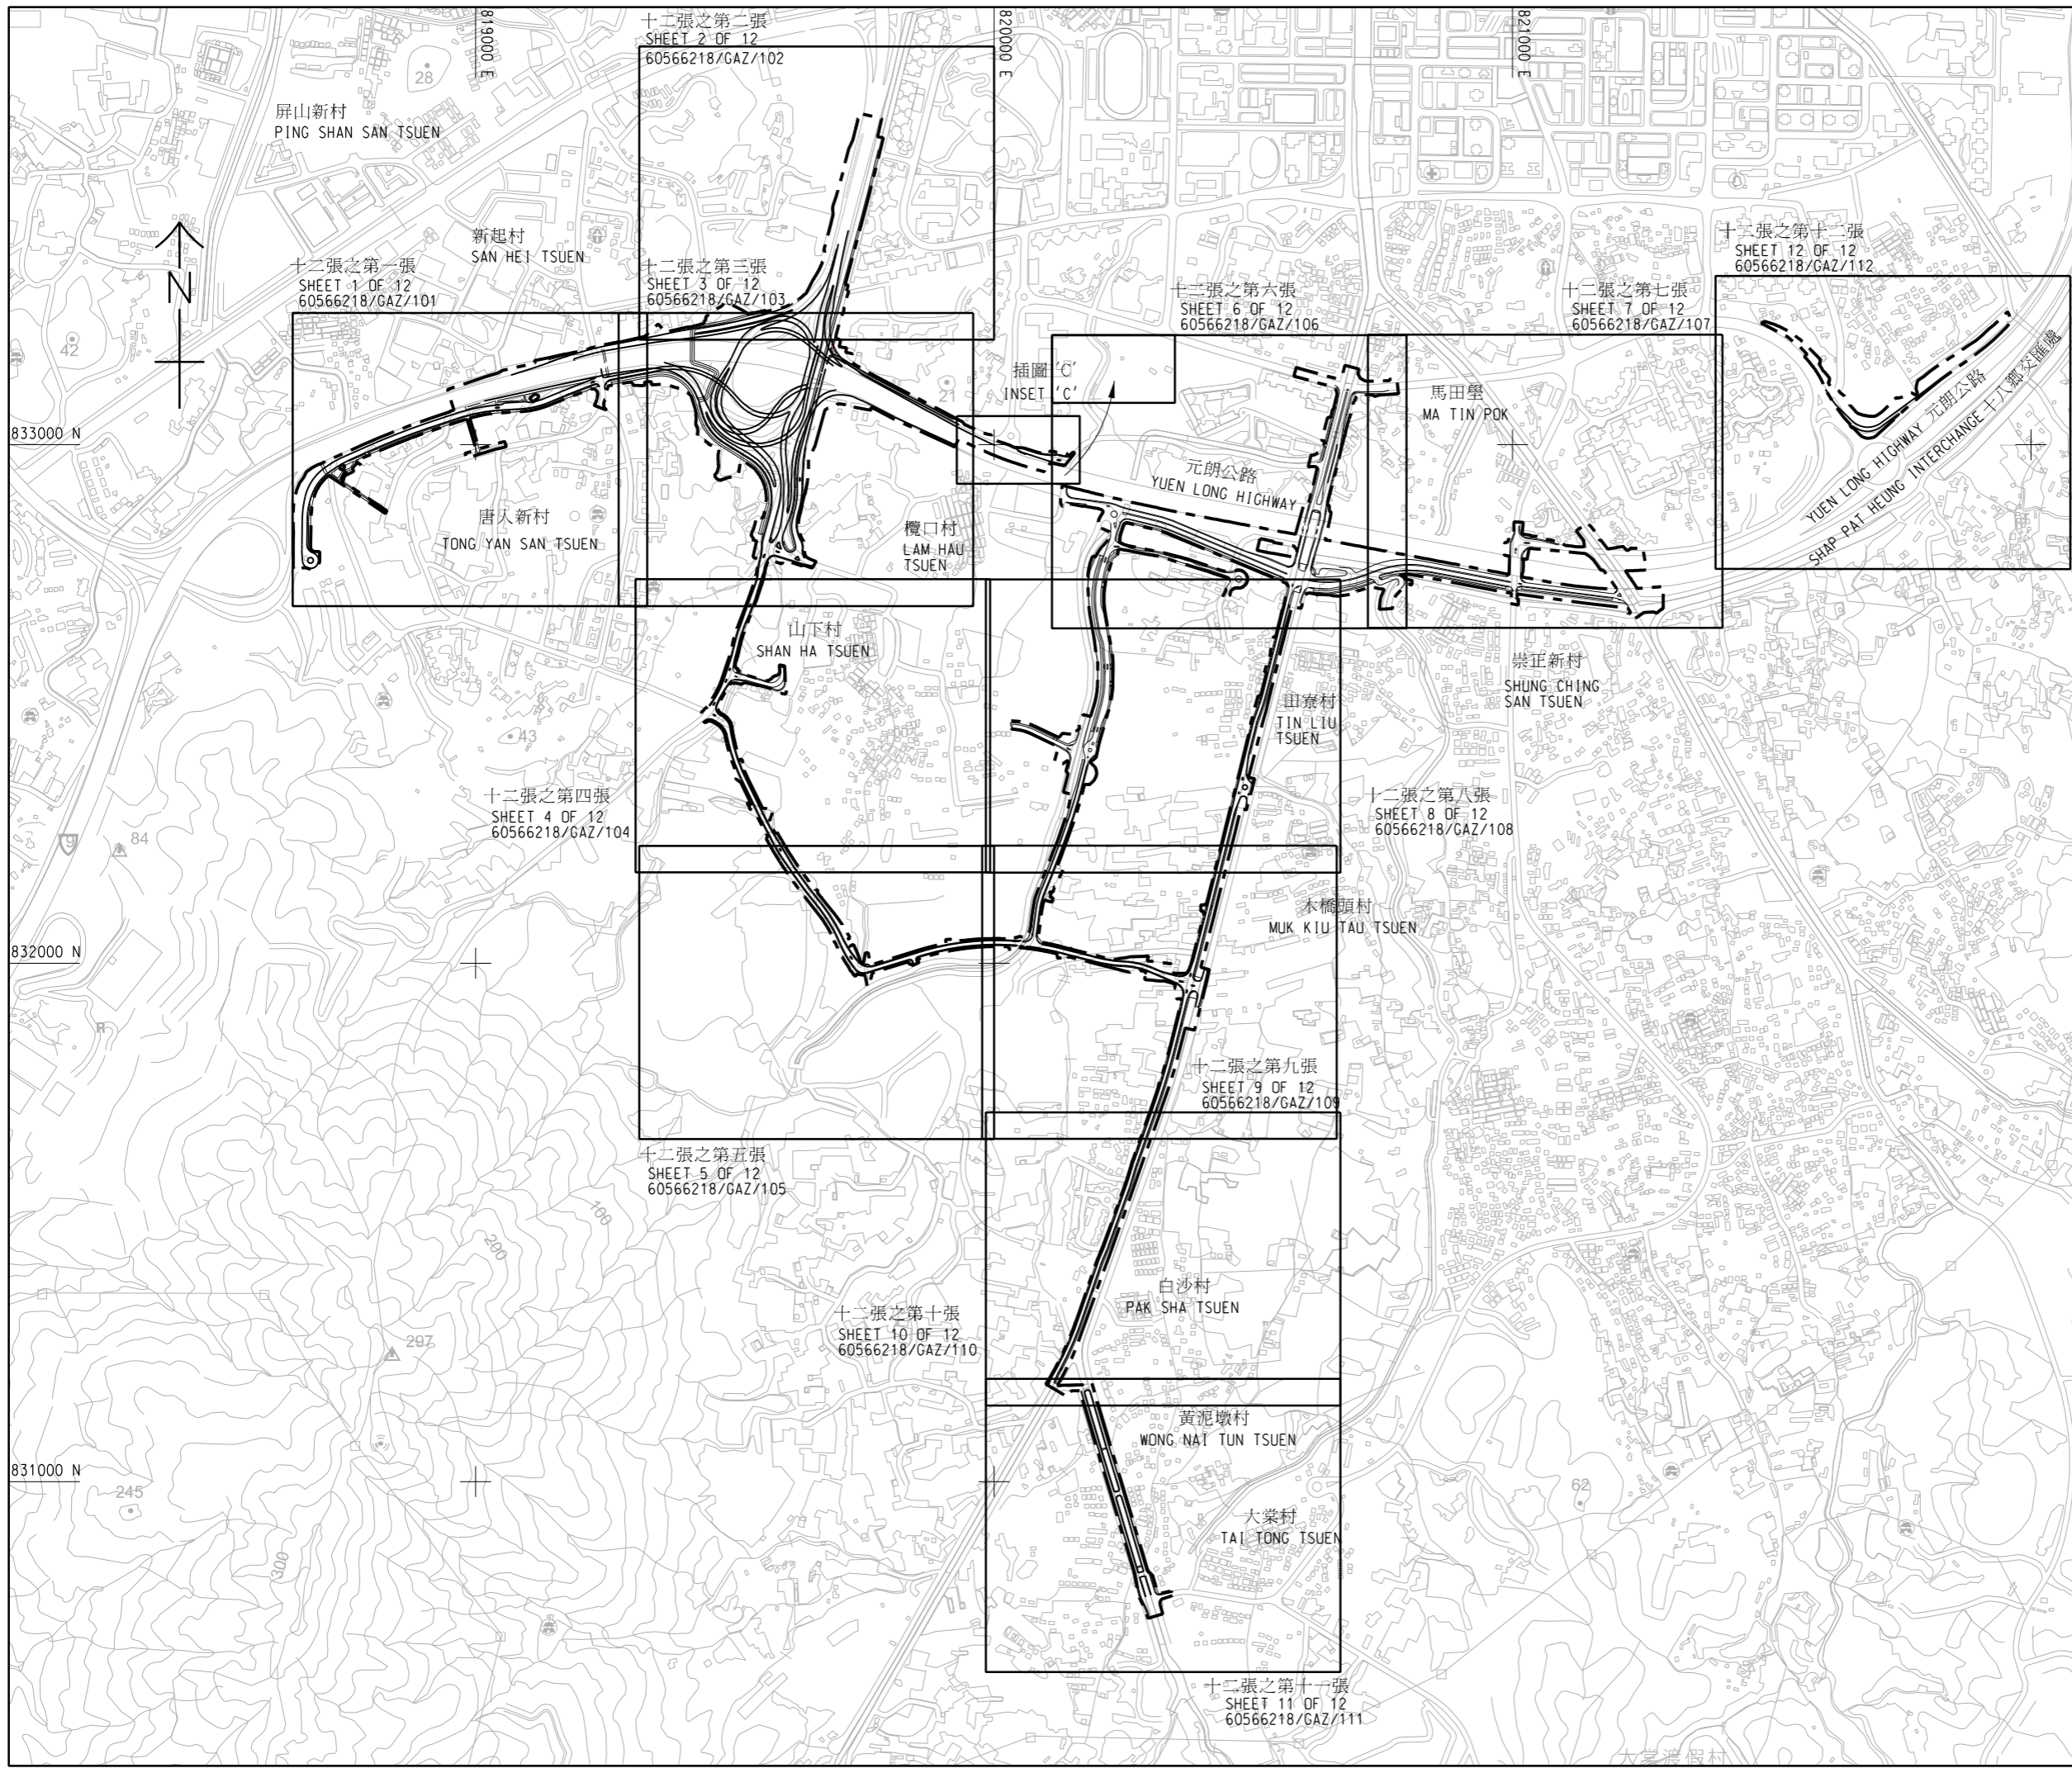 819000 E
820000 E
821000 E
十二張之第二張
SHEET 2 OF 12
60566218/GAZ/102
28
屏山新村
PING SHAN SAN TSUEN
新起村
SAN HEI TSUEN
N
十二張之第一張
SHEET 1 OF 12
60566218/GAZ/101
十二張之第三張
SHEET 3 OF 12
60566218/GAZ/103
十二張之第六張
SHEET 6 OF 12
60566218/GAZ/106
十二張之第七張
SHEET 7 OF 12
60566218/GAZ/107
十二張之第十二張
SHEET 12 OF 12
60566218/GAZ/112
42
21
插圖 'C'
INSET 'C'
馬田壆
MA TIN POK
833000 N
元朗公路
YUEN LONG HIGHWAY
YUEN LONG HIGHWAY 元朗公路
SHAP PAT HEUNG INTERCHANGE 十八鄉交匯處
唐人新村
TONG YAN SAN TSUEN
欖口村
LAM HAU
TSUEN
山下村
SHAN HA TSUEN
崇正新村
SHUNG CHING
SAN TSUEN
田寮村
TIN LIU
TSUEN
43
十二張之第四張
SHEET 4 OF 12
60566218/GAZ/104
十二張之第八張
SHEET 8 OF 12
60566218/GAZ/108
9
84
木橋頭村
MUK KIU TAU TSUEN
832000 N
R
62
十二張之第九張
SHEET 9 OF 12
60566218/GAZ/109
十二張之第五張
SHEET 5 OF 12
60566218/GAZ/105
100
200
白沙村
PAK SHA TSUEN
十二張之第十張
SHEET 10 OF 12
60566218/GAZ/110
297
黃泥墩村
WONG NAI TUN TSUEN
831000 N
245
62
大棠村
TAI TONG TSUEN
300
十二張之第十一張
SHEET 11 OF 12
60566218/GAZ/111
大棠渡假村